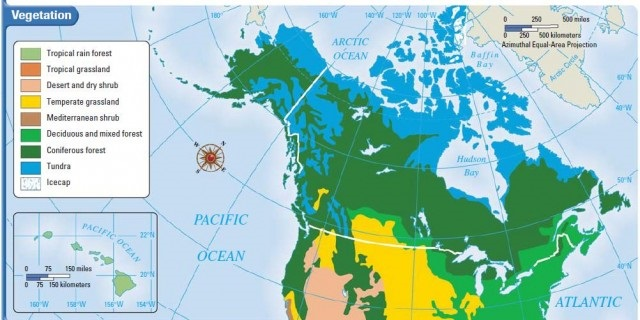 Vegetation
Tropical rain forest
Tropical grassland
Desert and dry shrub
Temperate grassland
Mediterranean shrub
Deciduous and mixed forest
Coniferous forest
Tundra
Icecap
160°W
140°W
120°W
100°W
0 250 500 miles
0 250 500 kilometers
Azimuthal Equal-Area Projection
ARCTIC
OCEAN
Baffin
Bay
Arctic Circle
60°N
Hudson
Bay
50°N
PACIFIC
OCEAN
40°N
ATLANTIC
PACIFIC OCEAN
22°N
20°N
0 75 150 miles
0 75 150 kilometers
160°W
158°W
156°W
154°W